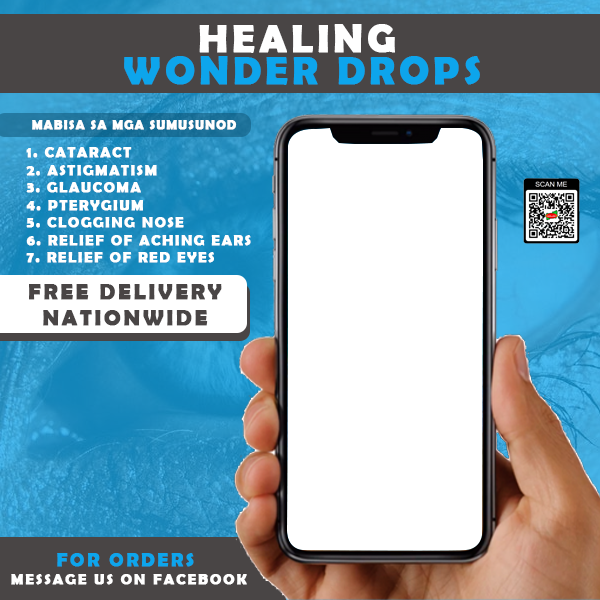 HEALING
WONDER DROPS
MABISA SA MGA SUMUSUNOD
1. CATARACT
2. ASTIGMATISM
3. GLAUCOMA
4. PTERYGIUM
5. CLOGGING NOSE
6. RELIEF OF ACHING EARS
7. RELIEF OF RED EYES
FREE DELIVERY
NATIONWIDE
SCAN ME
FOR ORDERS
MESSAGE US ON FACEBOOK